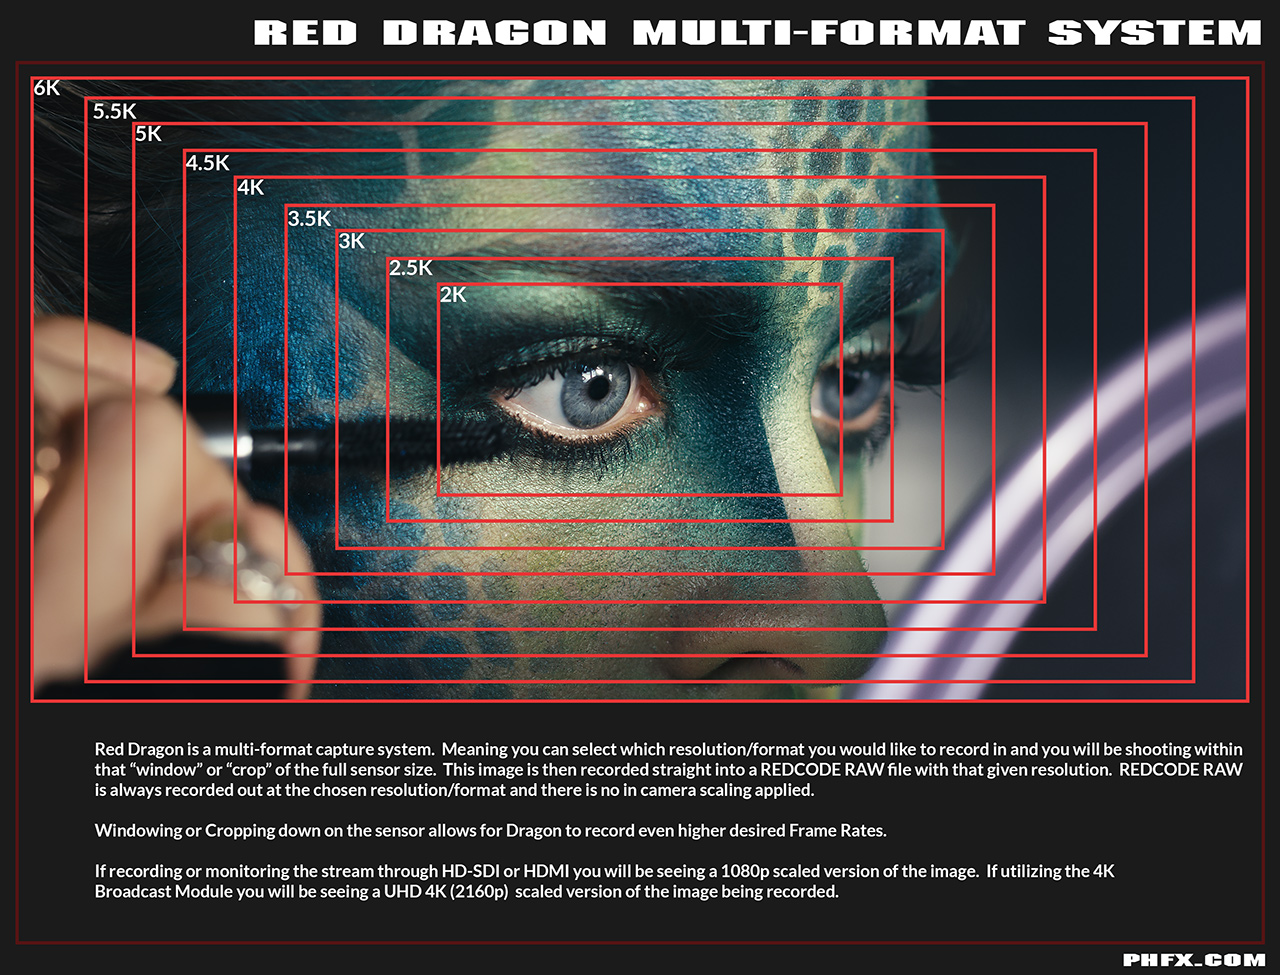 RED DRAGON MULTI-FORMAT SYSTEM
6K
5.5K
5K
4.5K
4K
3.5K
3K
2.5K
2K
Red Dragon is a multi-format capture system.  Meaning you can select which resolution/format you would like to record in and you will be shooting within
that “window” or “crop” of the full sensor size.  This image is then recorded straight into a REDCODE RAW file with that given resolution.  REDCODE RAW
is always recorded out at the chosen resolution/format and there is no in camera scaling applied.
Windowing or Cropping down on the sensor allows for Dragon to record even higher desired Frame Rates.
If recording or monitoring the stream through HD-SDI or HDMI you will be seeing a 1080p scaled version of the image.  If utilizing the 4K
Broadcast Module you will be seeing a UHD 4K (2160p)  scaled version of the image being recorded.
PHFX.COM